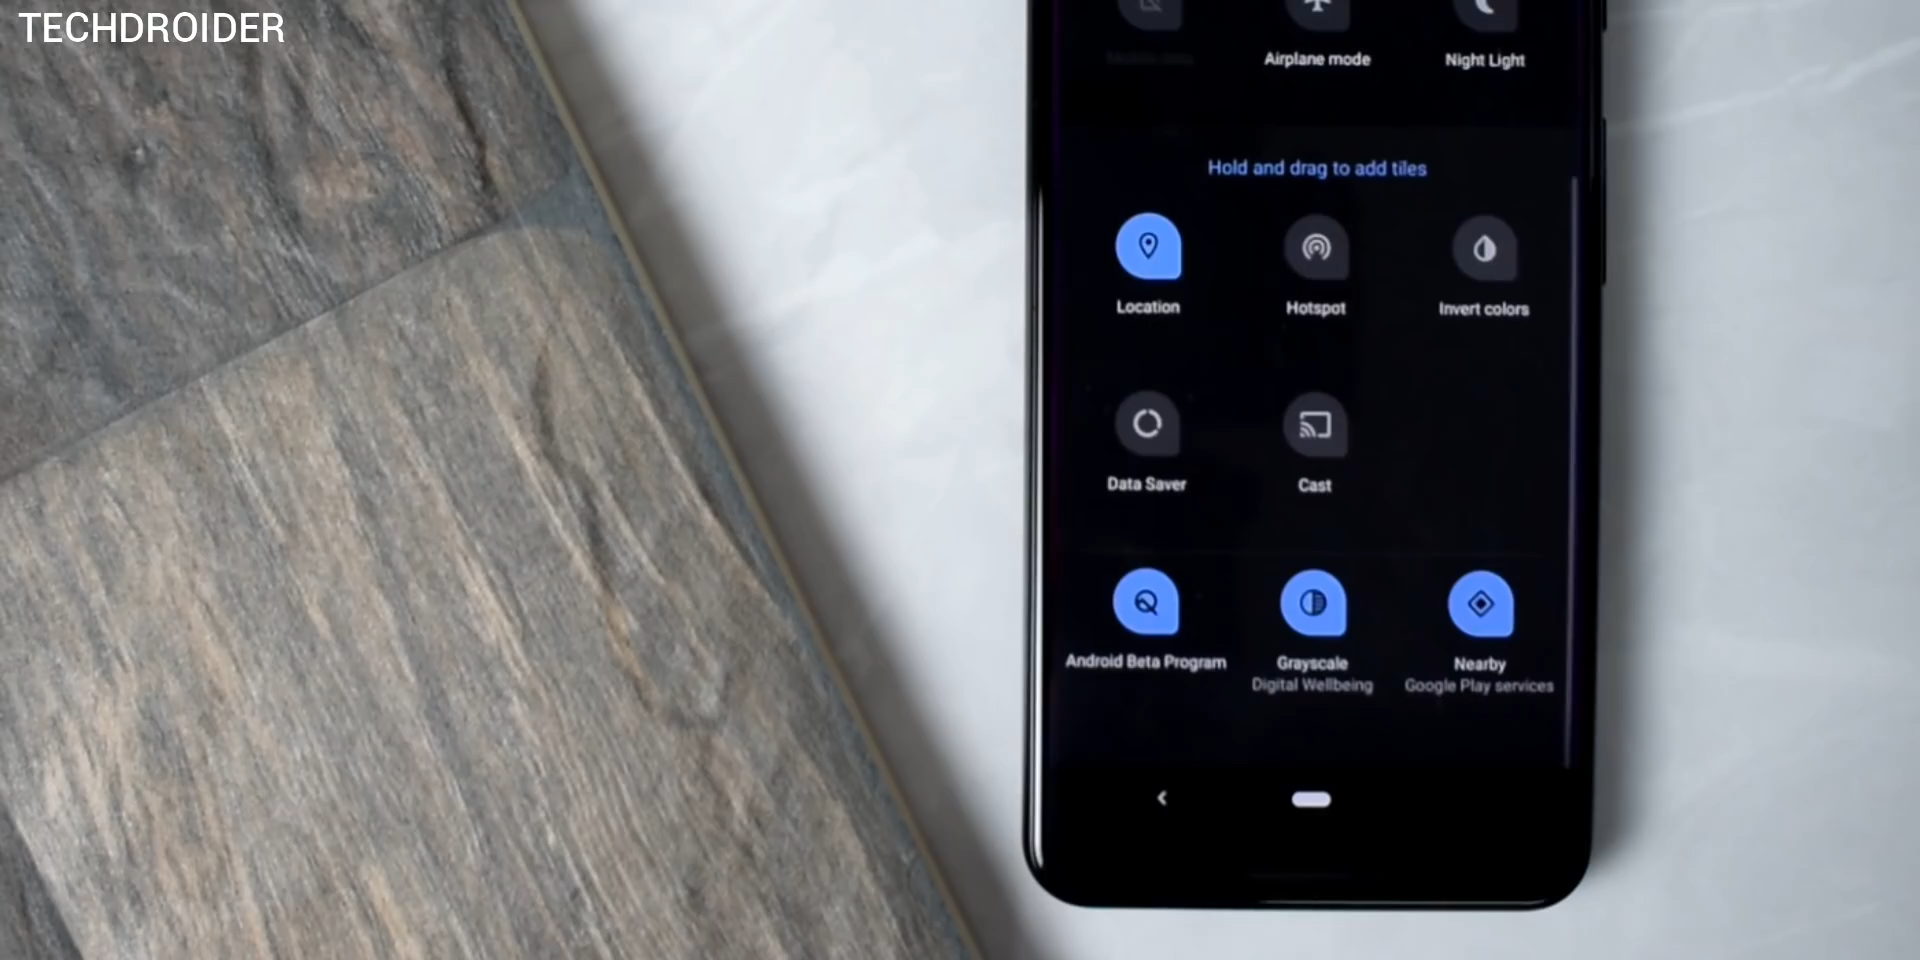 TECHDROIDER
Airplane mode
Night Light
Hold and drag to add tiles
Location
Hotspot
Invert colors
Data Saver
Cast
Android Beta Program
Grayscale
Digital Wellbeing
Nearby
Google Play services